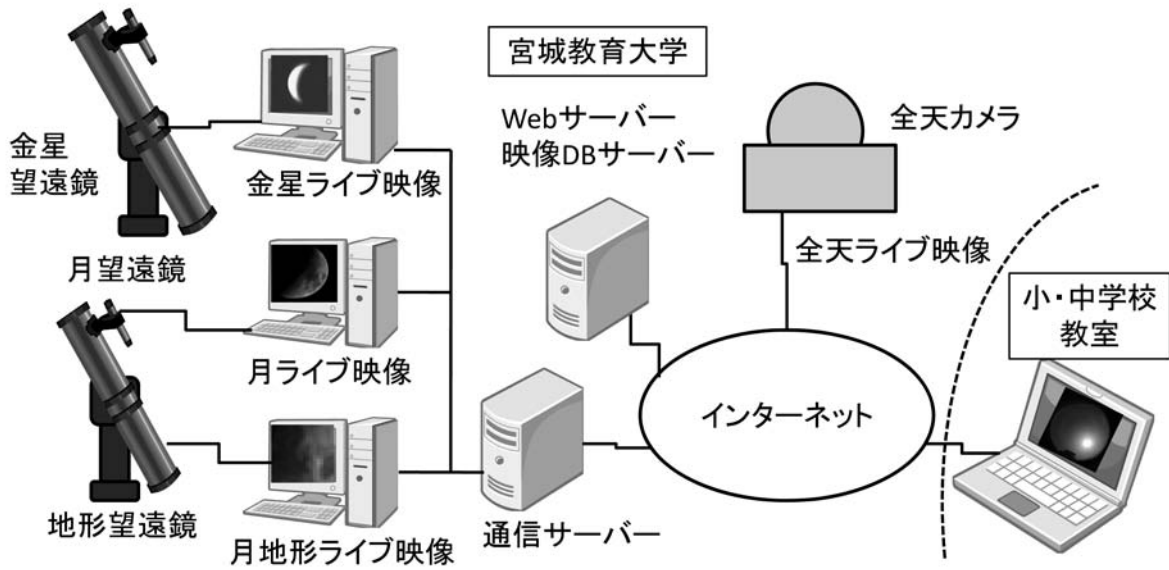 宮城教育大学
金星
望遠鏡
金星ライブ映像
Webサーバー
映像DBサーバー
全天カメラ
月望遠鏡
月ライブ映像
全天ライブ映像
小・中学校
教室
インターネット
地形望遠鏡
月地形ライブ映像
通信サーバー